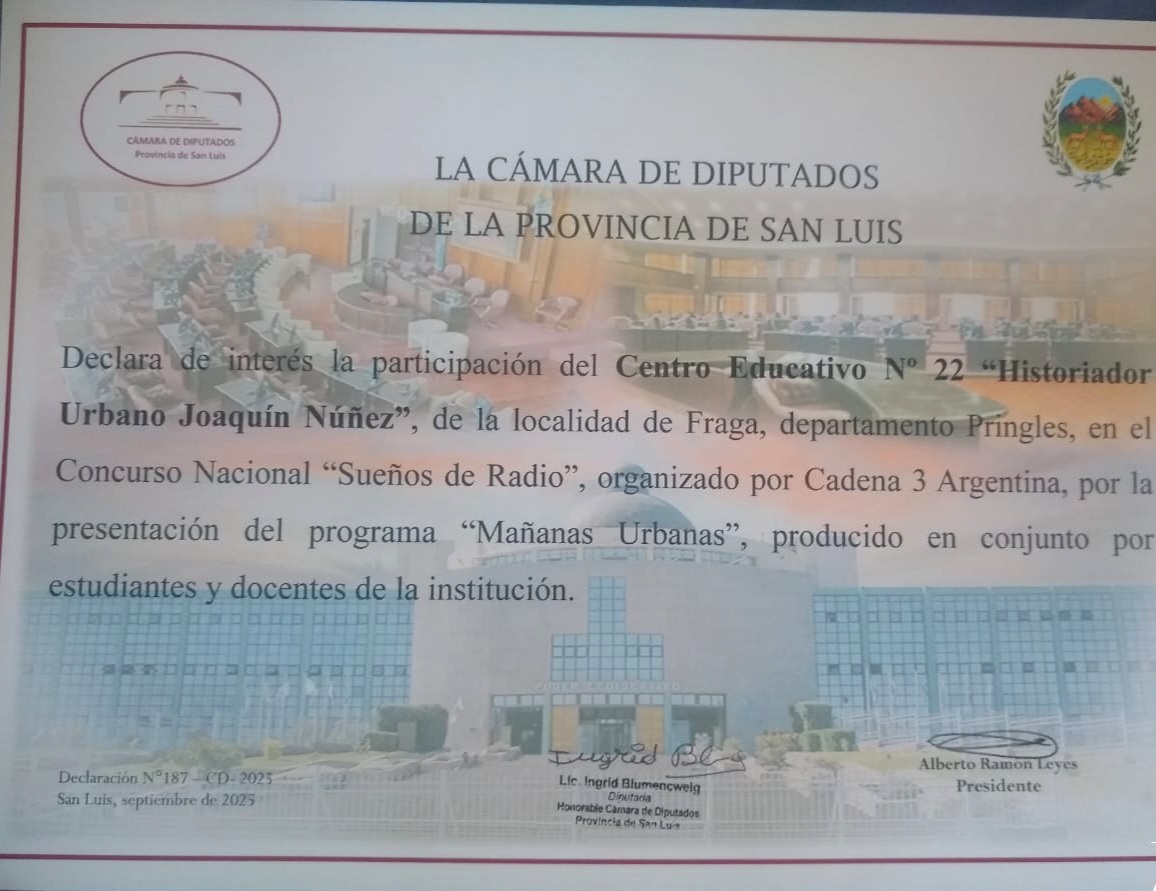 CÁMARA DE DIPUTADOS
Provincia de San Luis
LA CÁMARA DE DIPUTADOS
DE LA PROVINCIA DE SAN LUIS
Declara de interés la participación del Centro Educativo Nº 22 “Historiador
Urbano Joaquín Núñez”, de la localidad de Fraga, departamento Pringles, en el
Concurso Nacional “Sueños de Radio”, organizado por Cadena 3 Argentina, por la
presentación del programa “Mañanas Urbanas”, producido en conjunto por
estudiantes y docentes de la institución.
Declaración N°187 – CD- 2025
San Luis, septiembre de 2025
Ingrid
Lic. Ingrid Blumencweig
Diputada
Honorable Cámara de Diputados
Provincia de San Luis
Alberto Ramón Leyes
Presidente